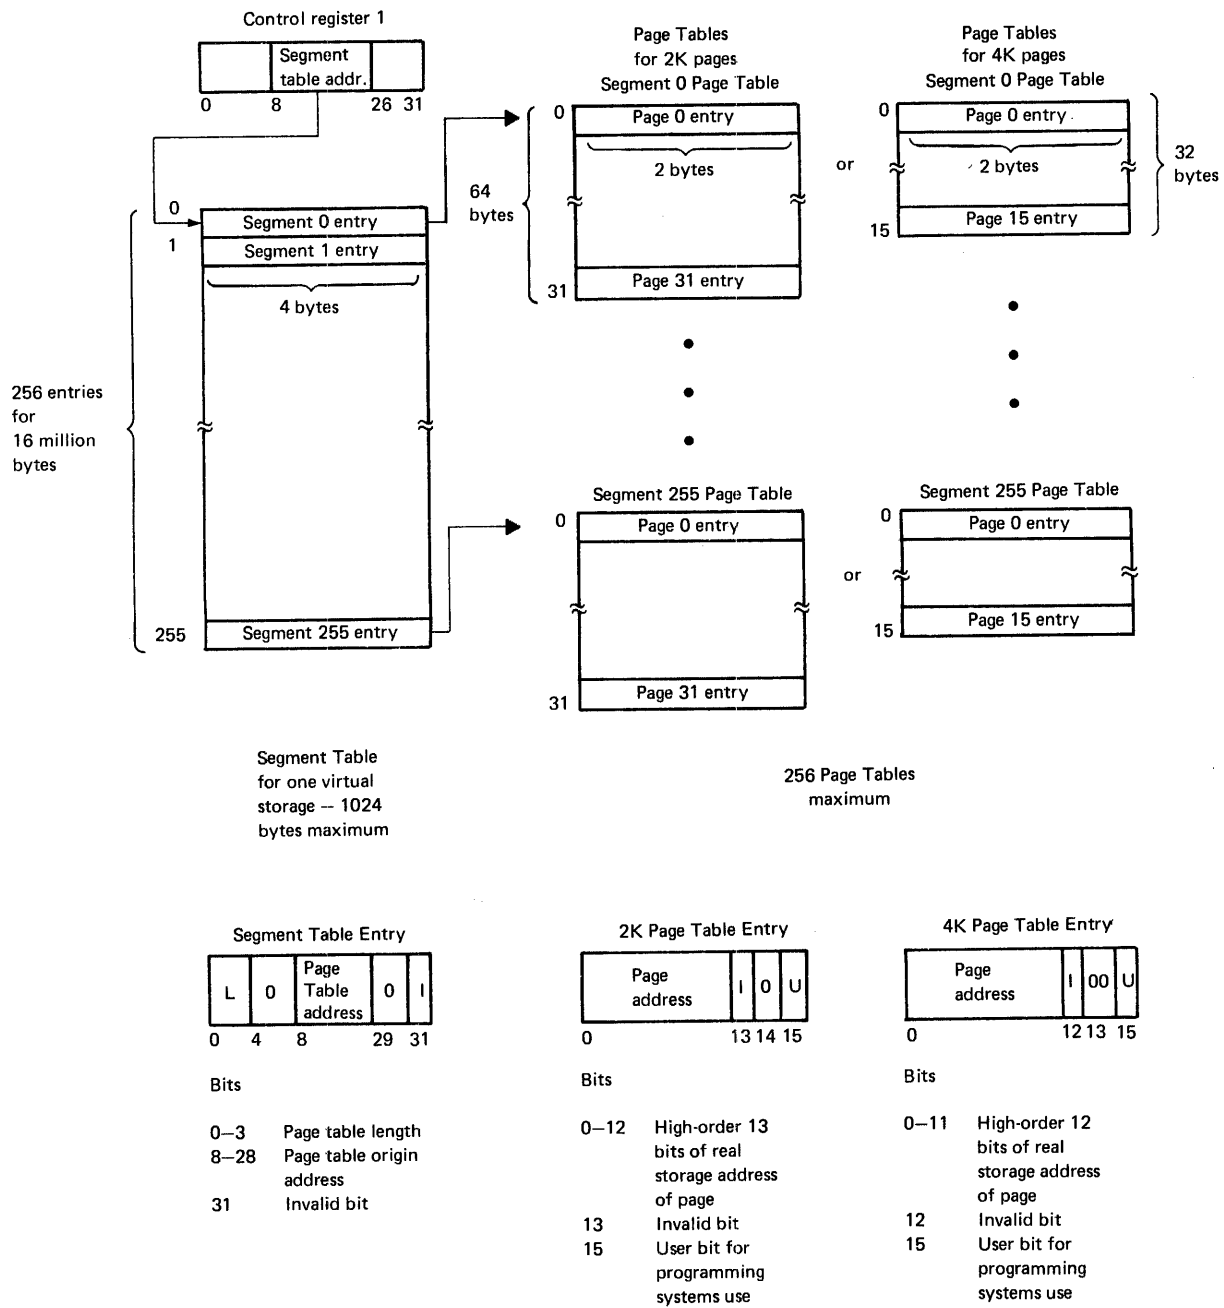 Control register 1
Segment
table addr.
0 8 26 31
Page Tables
for 2K pages
Segment 0 Page Table
0
Page 0 entry
2 bytes
64
bytes
Page 31 entry
31
or
Page Tables
for 4K pages
Segment 0 Page Table
0
Page 0 entry
2 bytes
32
bytes
Page 15 entry
15
0
Segment 0 entry
1
Segment 1 entry
4 bytes
256 entries
for
16 million
bytes
255
Segment 255 entry
Segment 255 Page Table
0
Page 0 entry
Page 31 entry
31
or
Segment 255 Page Table
0
Page 0 entry
Page 15 entry
15
Segment Table
for one virtual
storage -- 1024
bytes maximum
256 Page Tables
maximum
Segment Table Entry
L 0 Page Table address 0 I
0 4 8 29 31
Bits
0–3 Page table length
8–28 Page table origin
address
31 Invalid bit
2K Page Table Entry
Page address I 0 U
0 13 14 15
Bits
0–12 High-order 13
bits of real
storage address
of page
13 Invalid bit
15 User bit for
programming
systems use
4K Page Table Entry
Page address I 00 U
0 12 13 15
Bits
0–11 High-order 12
bits of real
storage address
of page
12 Invalid bit
15 User bit for
programming
systems use